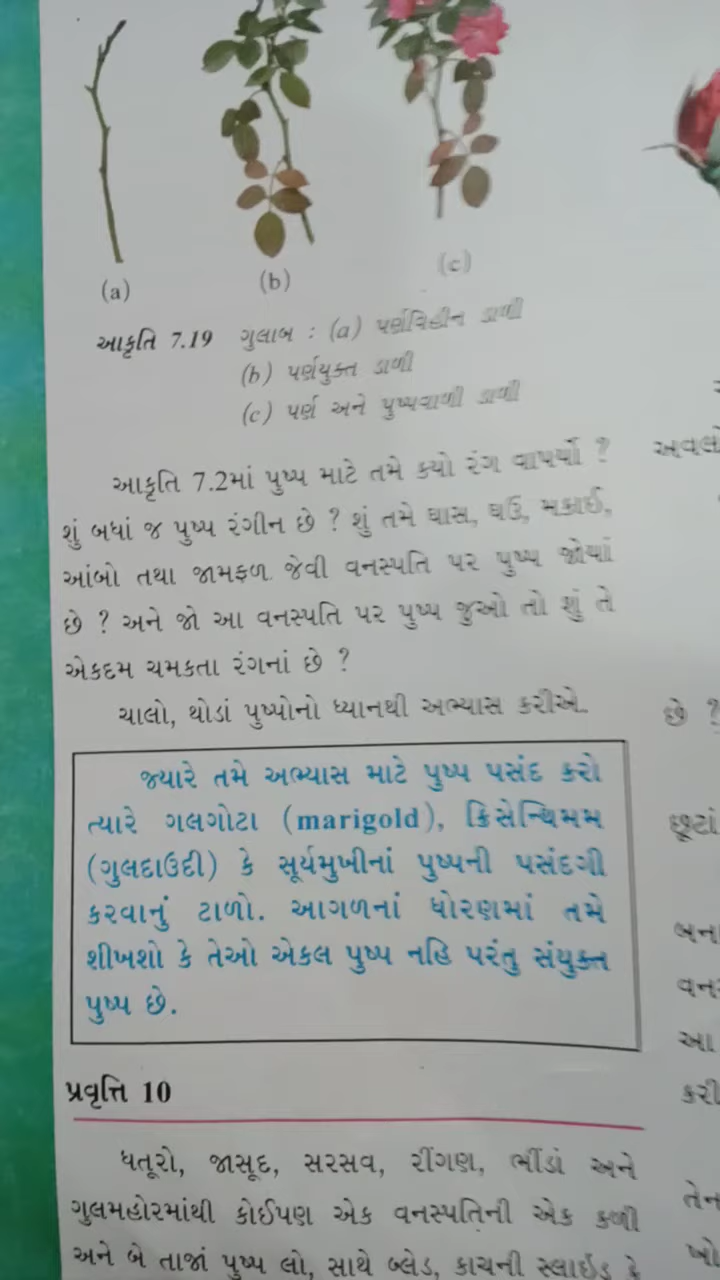 (a)
(b)
(c)
આકૃતિ 7.19 ગુલાબ : (a) પર્ણવિહીન ડાળી
(b) પર્ણયુક્ત ડાળી
(c) પર્ણ અને પુષ્પવાળી ડાળી
આકૃતિ 7.2માં પુષ્પ માટે તમે ક્યો રંગ વાપર્યો ?
શું બધાં જ પુષ્પ રંગીન છે ? શું તમે ઘાસ, ઘઉં, મકાઈ,
આંબો તથા જામફળ જેવી વનસ્પતિ પર પુષ્પ જોયાં
છે ? અને જો આ વનસ્પતિ પર પુષ્પ જુઓ તો શું તે
એકદમ ચમકતા રંગનાં છે ?
ચાલો, થોડાં પુષ્પોનો ધ્યાનથી અભ્યાસ કરીએ.
જ્યારે તમે અભ્યાસ માટે પુષ્પ પસંદ કરો
ત્યારે ગલગોટા (marigold), ક્રિસેન્થિમમ
(ગુલદાઉદી) કે સૂર્યમુખીનાં પુષ્પની પસંદગી
કરવાનું ટાળો. આગળનાં ધોરણમાં તમે
શીખશો કે તેઓ એકલ પુષ્પ નહિ પરંતુ સંયુક્ત
પુષ્પ છે.
પ્રવૃત્તિ 10
ધતૂરો, જાસૂદ, સરસવ, રીંગણ, ભીંડાં અને
ગુલમહોરમાંથી કોઈપણ એક વનસ્પતિની એક કળી
અને બે તાજાં પુષ્પ લો, સાથે બ્લેડ, કાચની સ્લાઈડ કે
છે ?
છૂટાં
આ
કરી